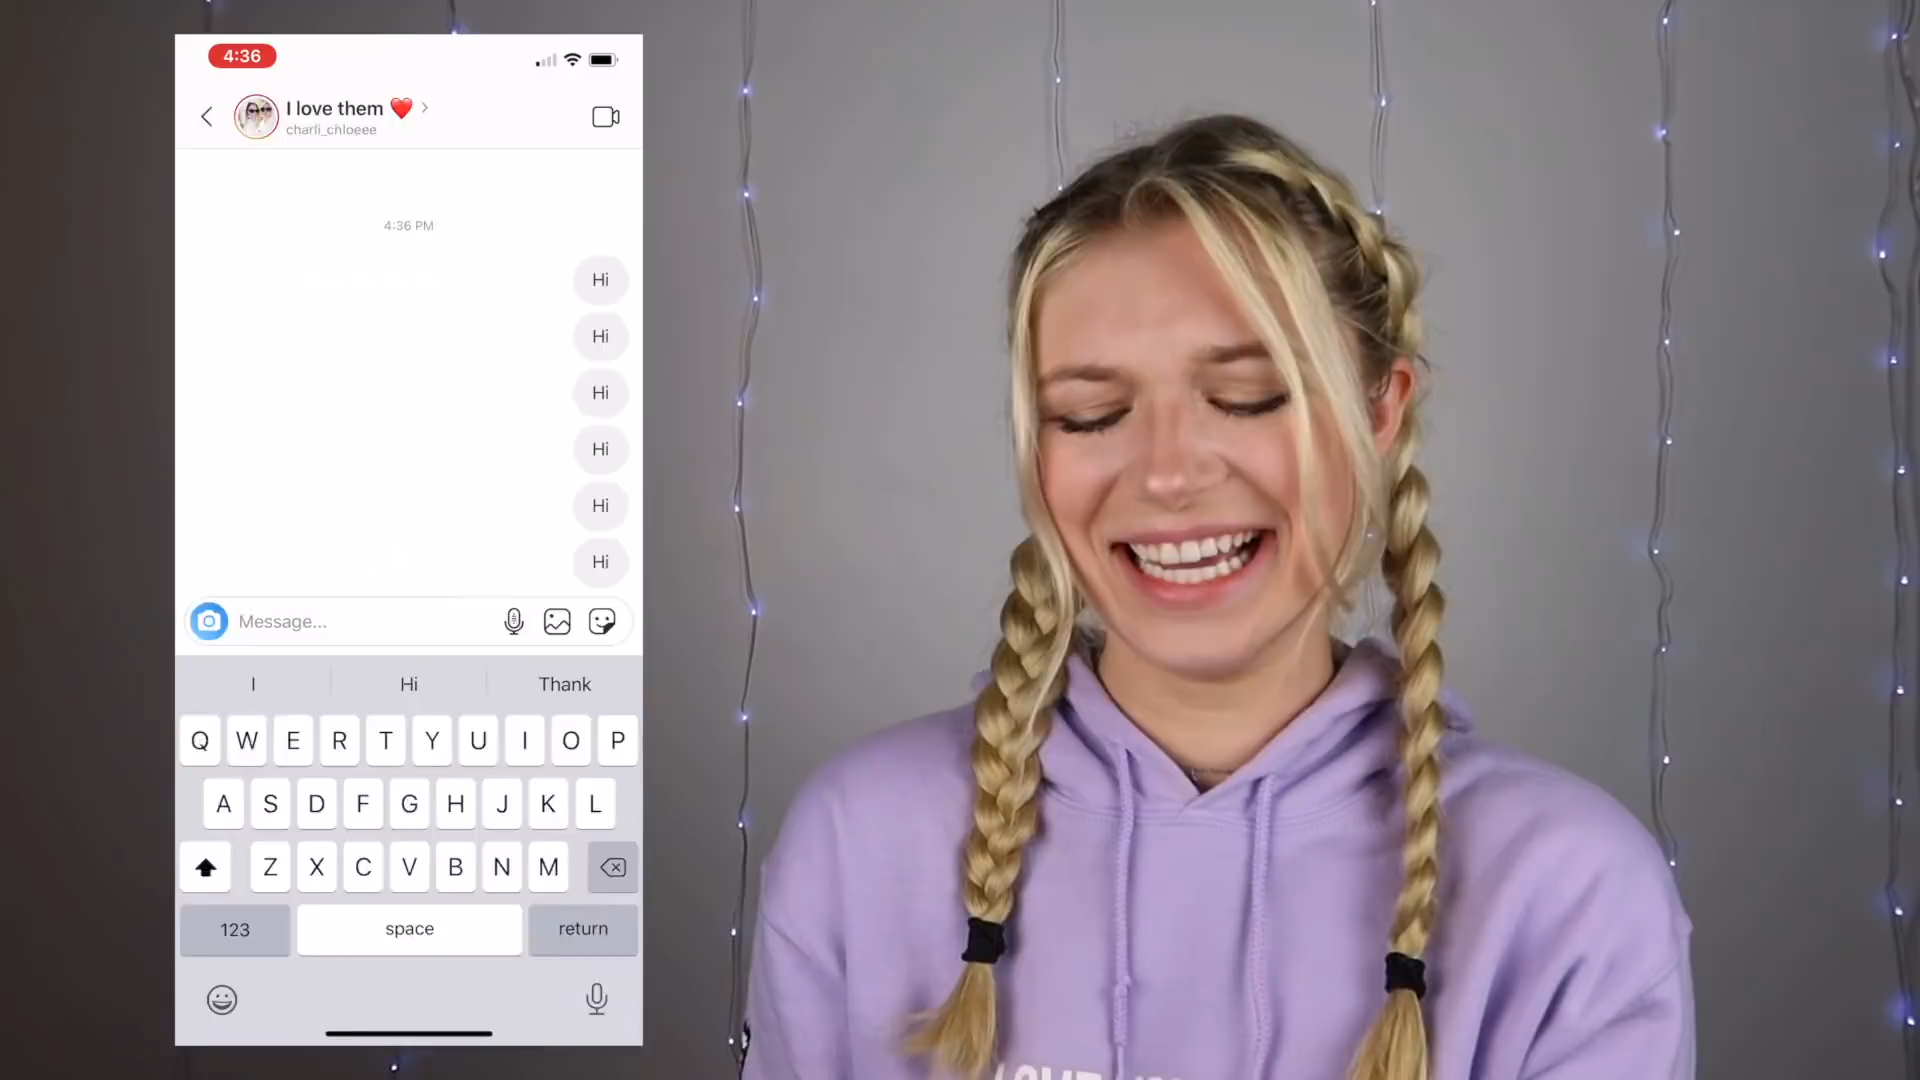 4:36
I love them ❤️ >
charli_chloeee
4:36 PM
Hi
Hi
Hi
Hi
Hi
Hi
Message...
I Hi Thank
Q W E R T Y U I O P
A S D F G H J K L
Z X C V B N M
123 space return